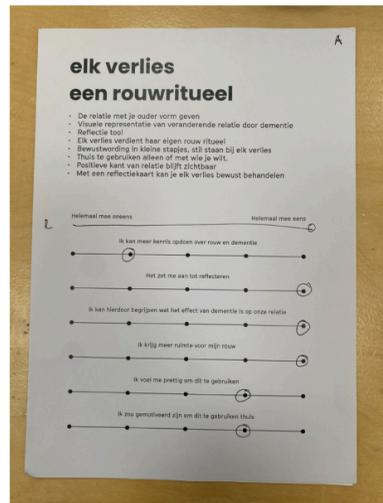 A
elk verlies
een rouwritueel
· De relatie met je ouder vorm geven
· Visuele representatie van veranderende relatie door dementie
· Reflectie tool
· Elk verlies verdient haar eigen rouw ritueel
· Bewustwording in kleine stapjes, stil staan bij elk verlies
· Thuis te gebruiken alleen of met wie je wilt.
· Positieve kant van relatie blijft zichtbaar
· Met een reflectiekaart kan je elk verlies bewust behandelen
Helemaal mee oneens Helemaal mee eens
Ik kan meer kennis opdoen over rouw en dementie
Het zet me aan tot reflecteren
Ik kan hierdoor begrijpen wat het effect van dementie is op onze relatie
Ik krijg meer ruimte voor mijn rouw
Ik voel me prettig om dit te gebruiken
Ik zou gemotiveerd zijn om dit te gebruiken thuis